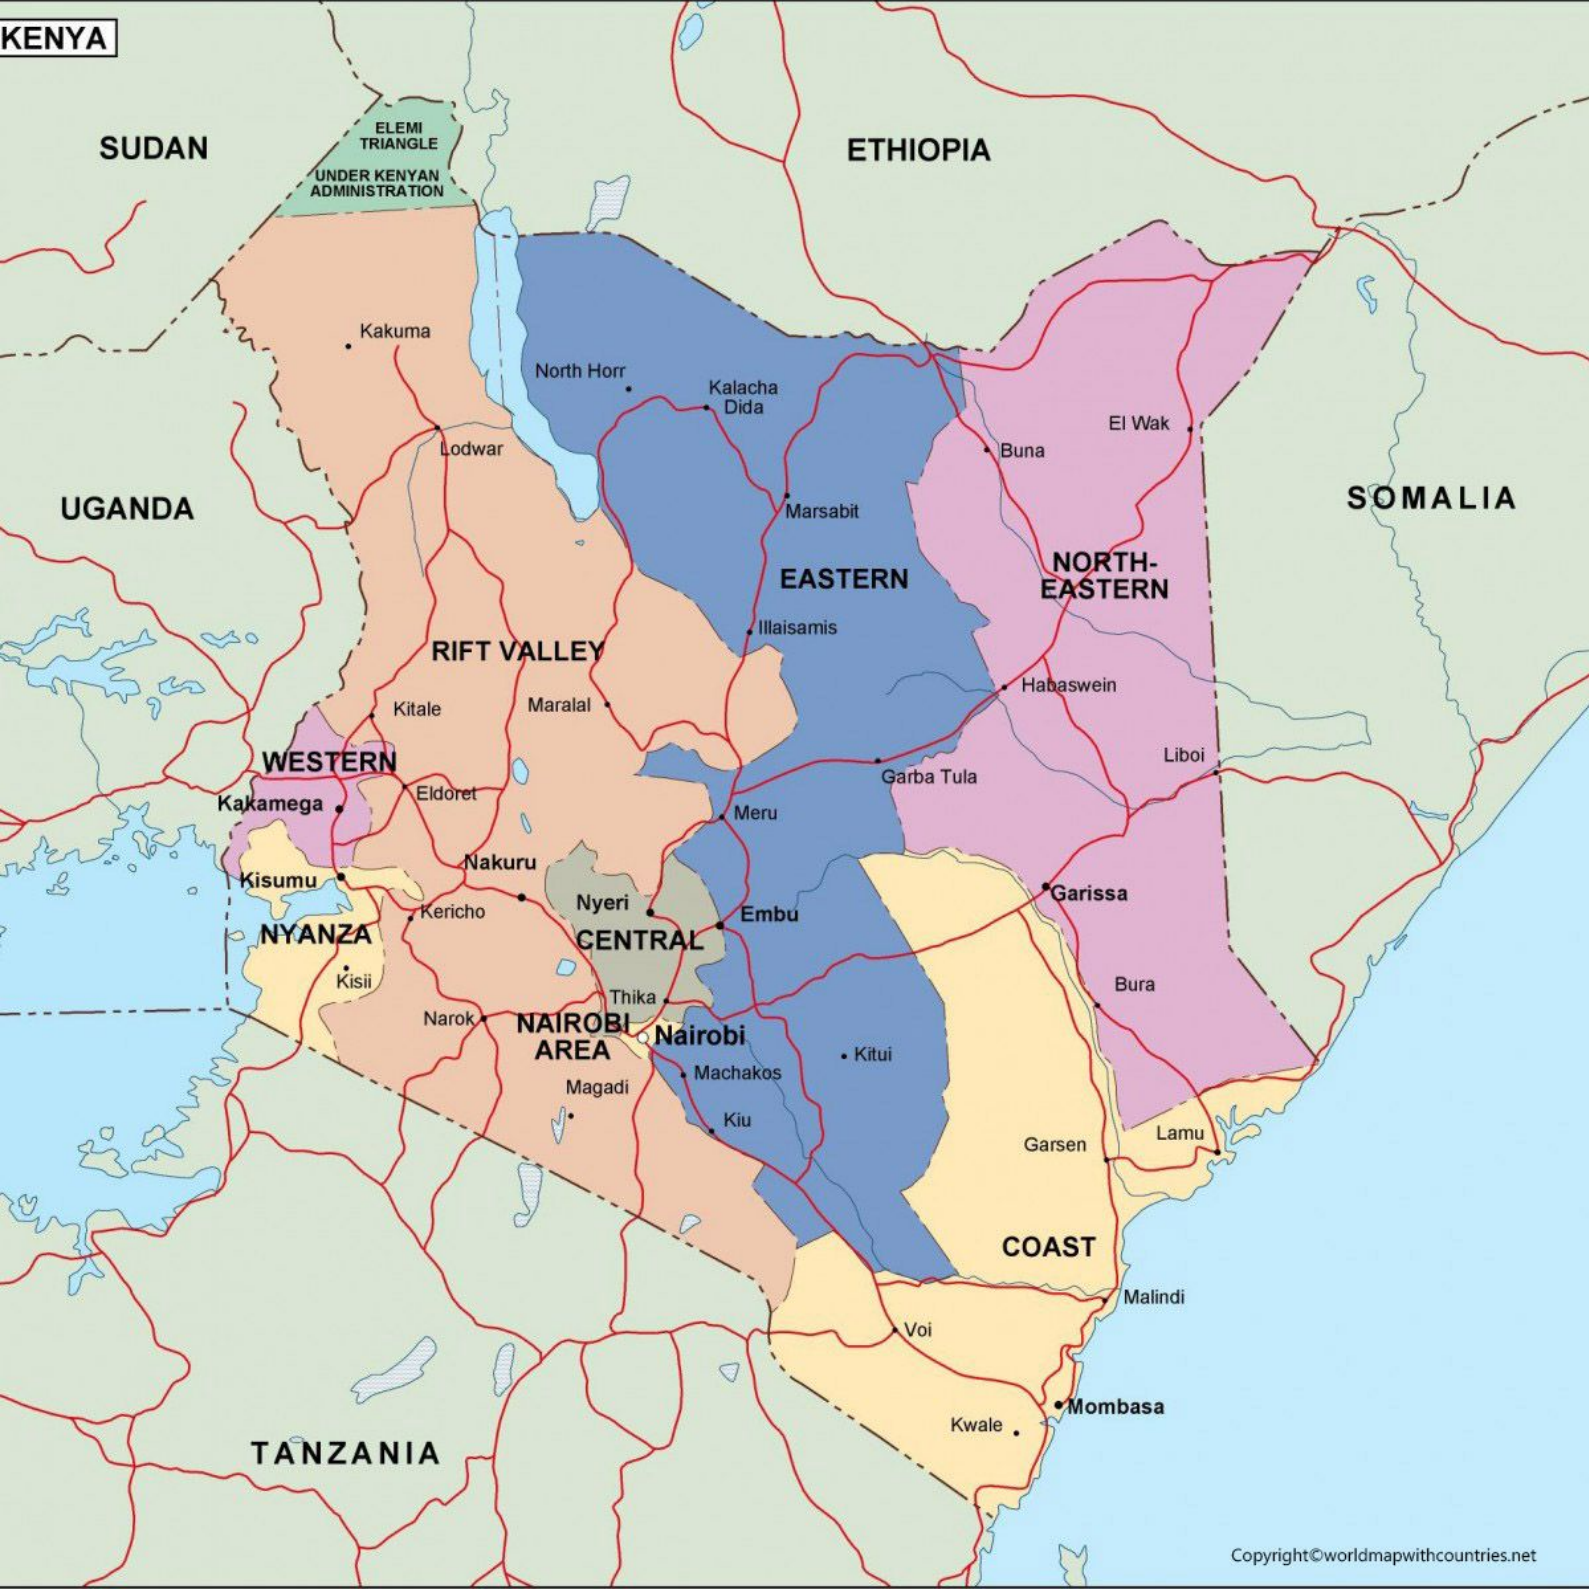 KENYA
SUDAN
ELEMI
TRIANGLE
UNDER KENYAN
ADMINISTRATION
ETHIOPIA
Kakuma
North Horr
Kalacha
Dida
El Wak
Lodwar
Buna
UGANDA
SOMALIA
Marsabit
NORTH-
EASTERN
EASTERN
Illaisamis
RIFT VALLEY
Habaswein
Kitale
Maralal
WESTERN
Liboi
Garba Tula
Kakamega
Eldoret
Meru
Nakuru
Kisumu
Garissa
Nyeri
Kericho
Embu
NYANZA
CENTRAL
Kisii
Bura
Thika
Narok
NAIROBI
AREA
Nairobi
Kitui
Machakos
Magadi
Kiu
Lamu
Garsen
COAST
Malindi
Voi
Mombasa
Kwale
TANZANIA
Copyright©worldmapwithcountries.net